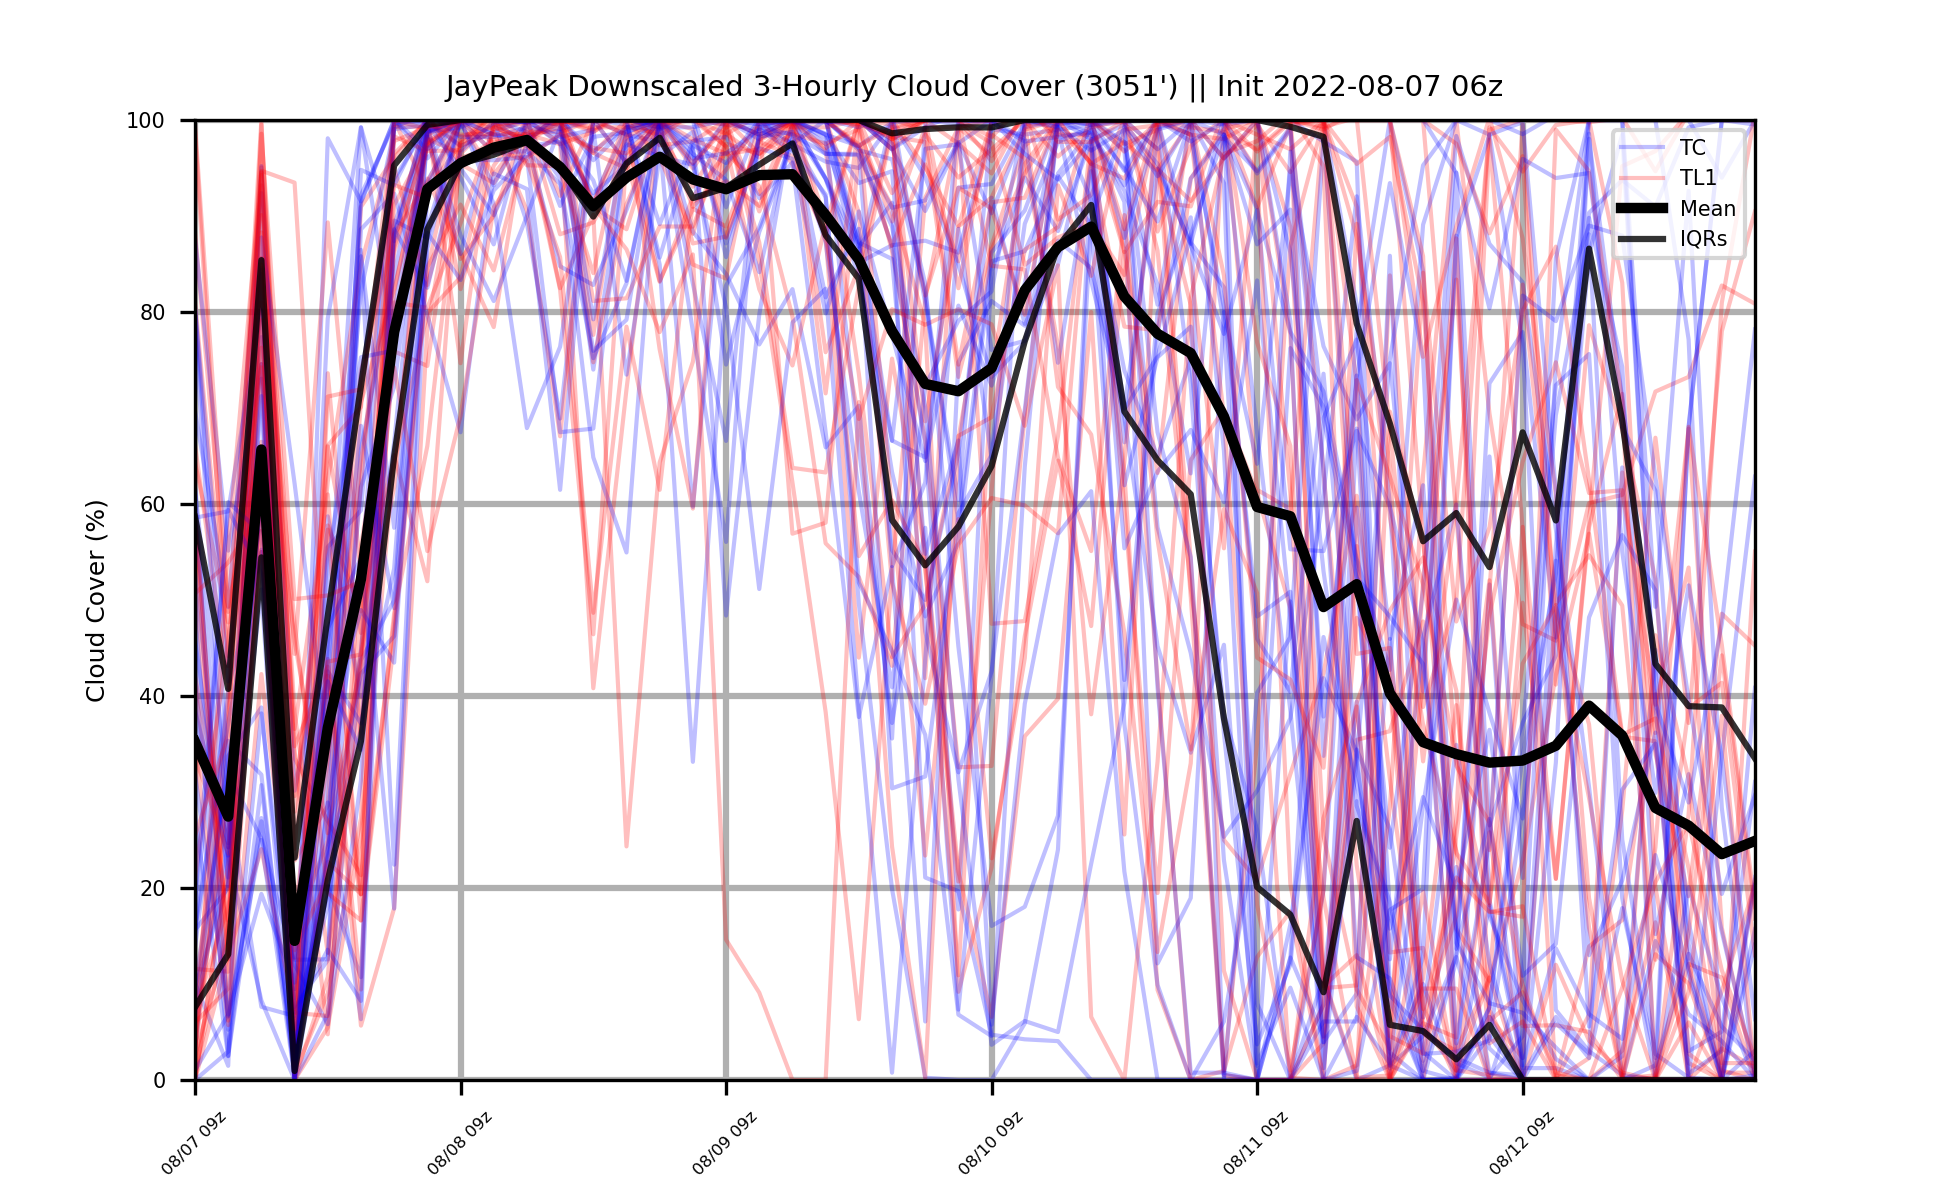 JayPeak Downscaled 3-Hourly Cloud Cover (3051') || Init 2022-08-07 06z
Cloud Cover (%)
100
80
60
40
20
0
TC
TL1
Mean
IQRs
08/07 09z
08/08 09z
08/09 09z
08/10 09z
08/11 09z
08/12 09z